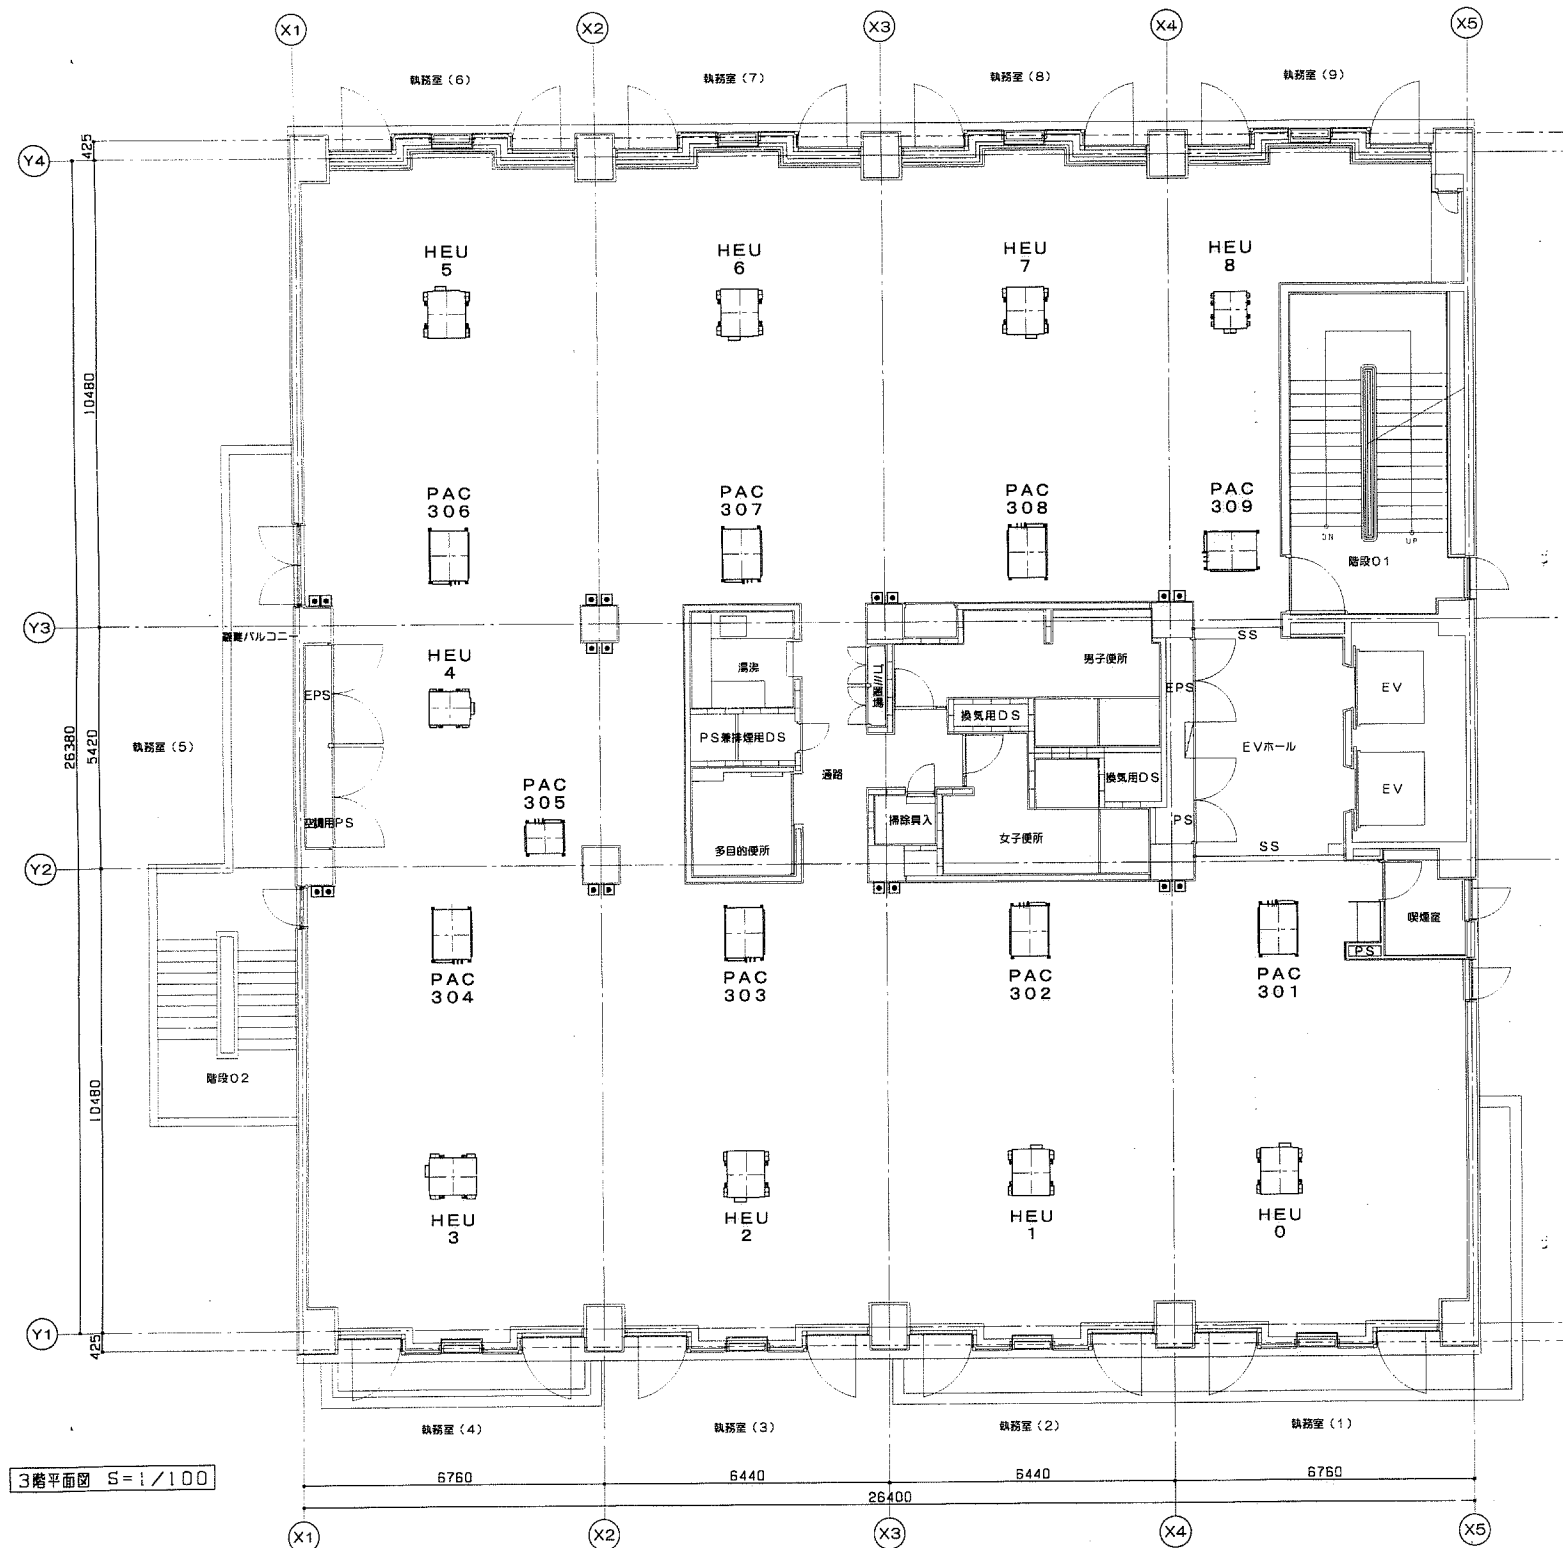 X1
X2
X3
X4
X5
執務室(6)
執務室(7)
執務室(8)
執務室(9)
425
Y4
HEU
5
HEU
6
HEU
7
HEU
8
10480
PAC
306
PAC
307
PAC
308
PAC
309
DN
UP
階段01
Y3
避難バルコニー
SS
HEU
4
湯沸
男子便所
EPS
EPS
EV
換気用DS
執務室(5)
26380
5420
PS兼排煙用DS
EVホール
通路
換気用DS
EV
PAC
305
空調用PS
掃除具入
PS
多目的便所
女子便所
SS
Y2
喫煙室
PS
PAC
304
PAC
303
PAC
302
PAC
301
階段02
10480
HEU
3
HEU
2
HEU
1
HEU
0
Y1
425
執務室(4)
執務室(3)
執務室(2)
執務室(1)
3階平面図 S=1/100
6760
6440
6440
6760
26400
X1
X2
X3
X4
X5